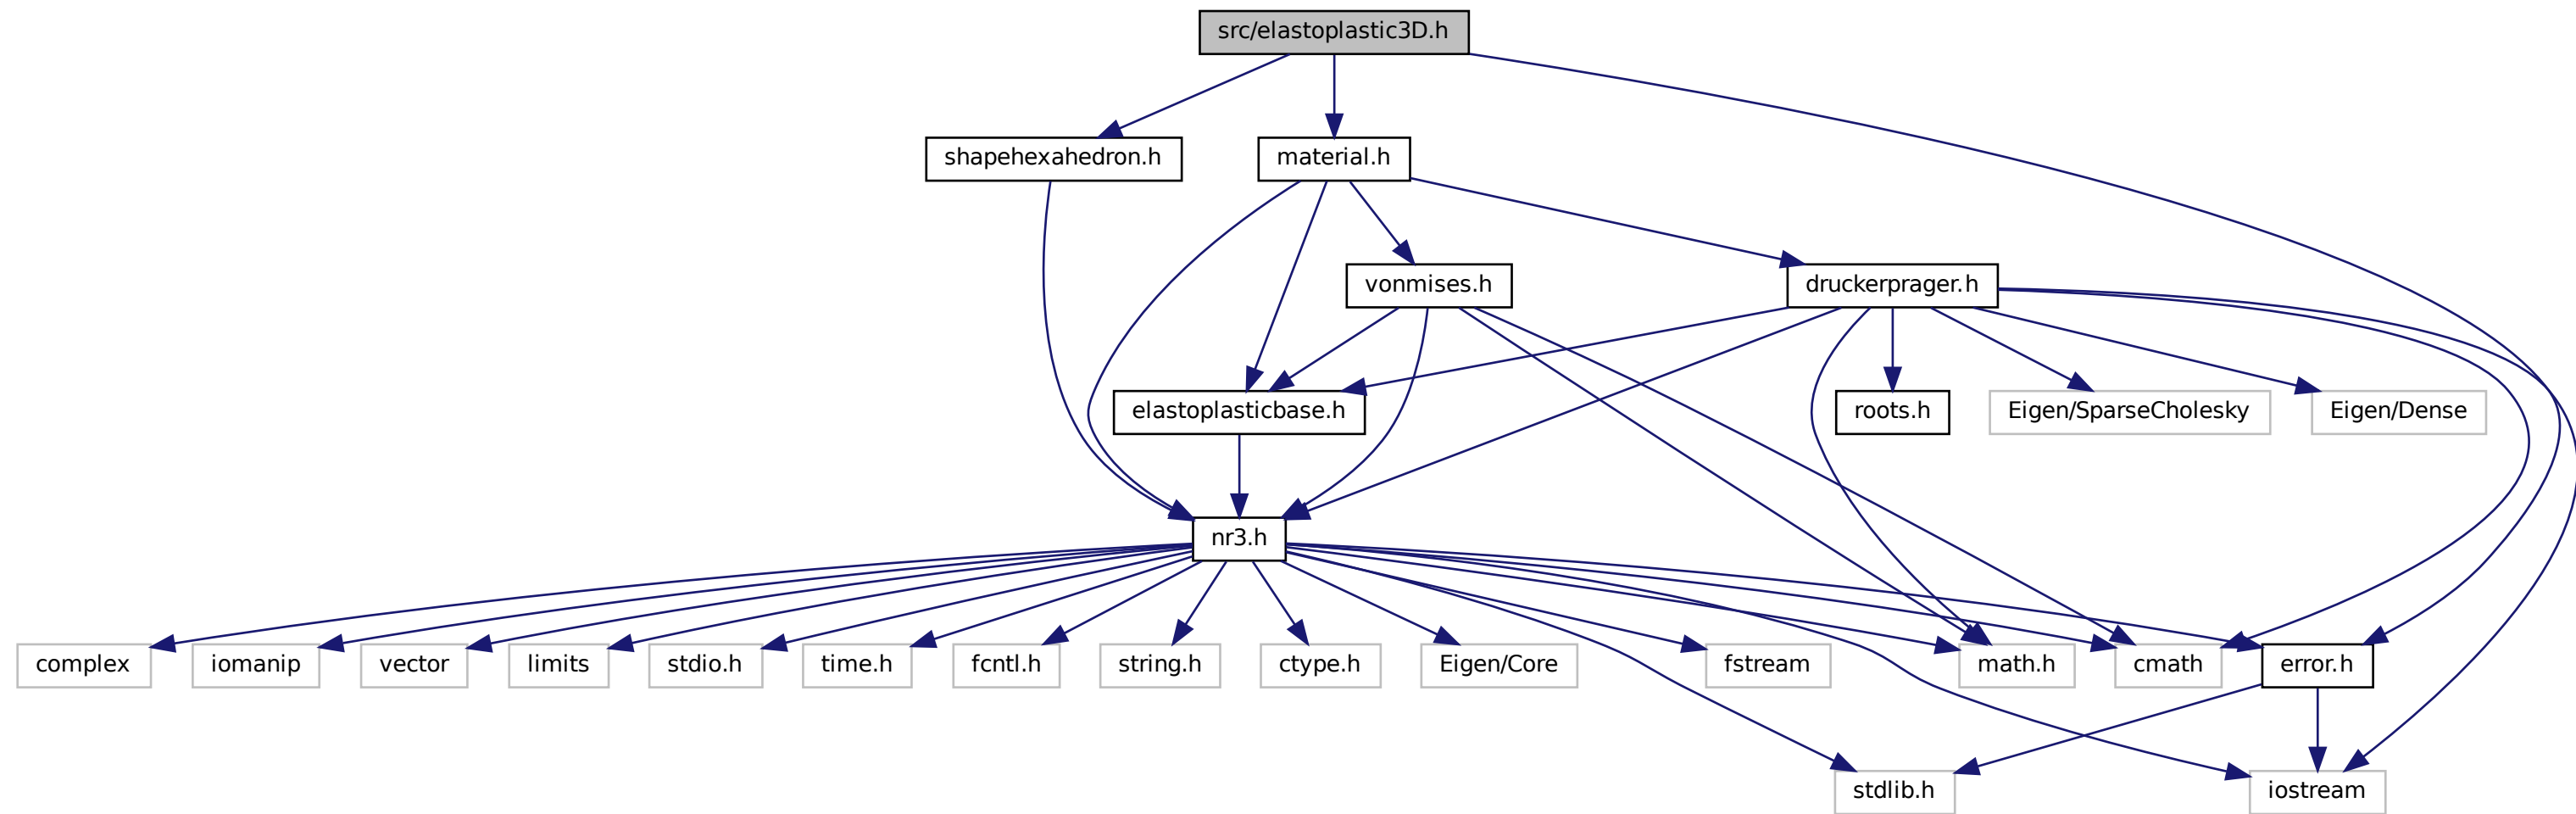 src/elastoplastic3D.h
shapehexahedron.h
material.h
vonmises.h
druckerprager.h
elastoplasticbase.h
roots.h
Eigen/SparseCholesky
Eigen/Dense
nr3.h
complex
iomanip
vector
limits
stdio.h
time.h
fcntl.h
string.h
ctype.h
Eigen/Core
fstream
math.h
cmath
error.h
stdlib.h
iostream